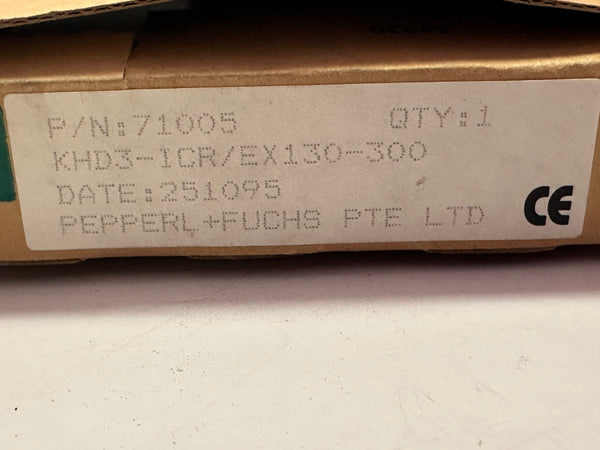 P/N:71005 QTY:1
KHD3-ICR/EX130-300
DATE:251095
PEPPERL+FUCHS PTE LTD
CE